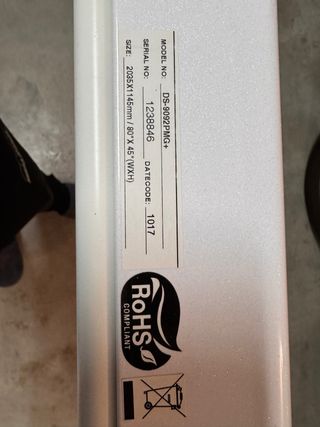 MODEL NO: DS-9092PMG+
SERIAL NO: 1238846 DATECODE: 1017
SIZE: 2035X1145mm / 80"X 45"(WXH)
RoHS
COMPLIANT